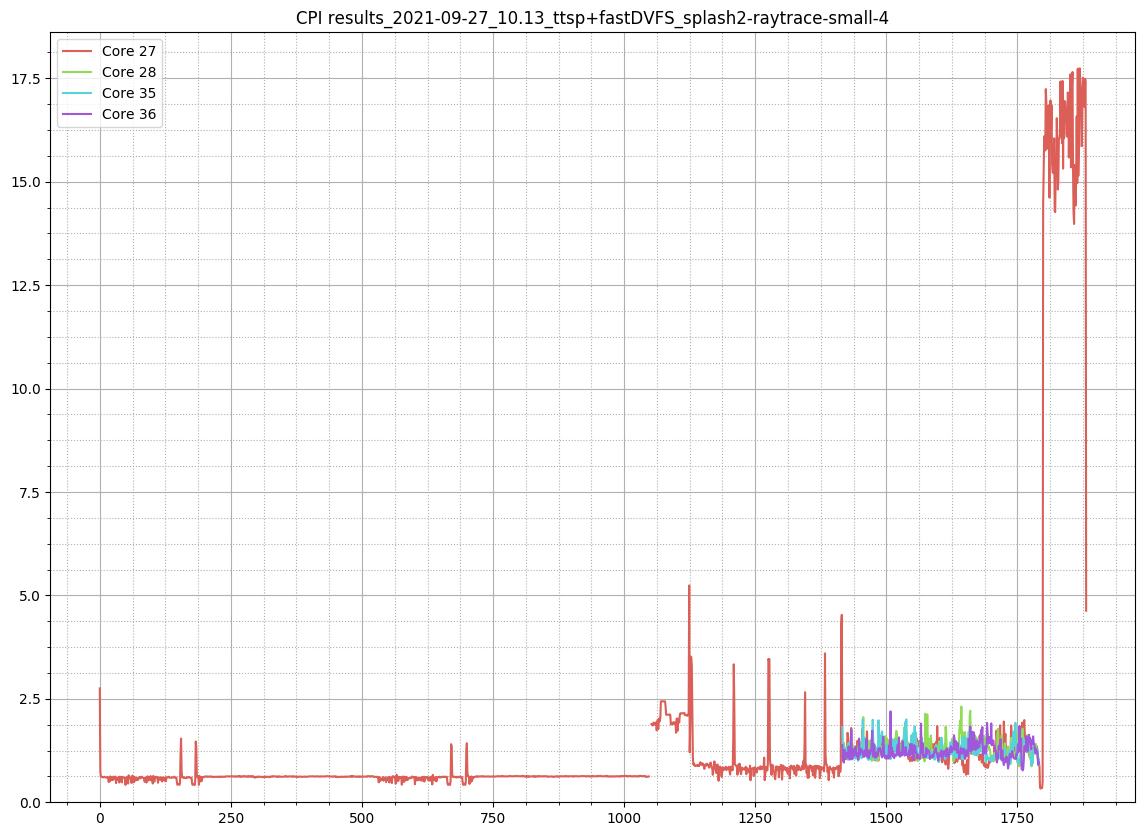 CPI results_2021-09-27_10.13_ttsp+fastDVFS_splash2-raytrace-small-4
Core 27
Core 28
Core 35
Core 36
17.5
15.0
12.5
10.0
7.5
5.0
2.5
0.0
0 250 500 750 1000 1250 1500 1750